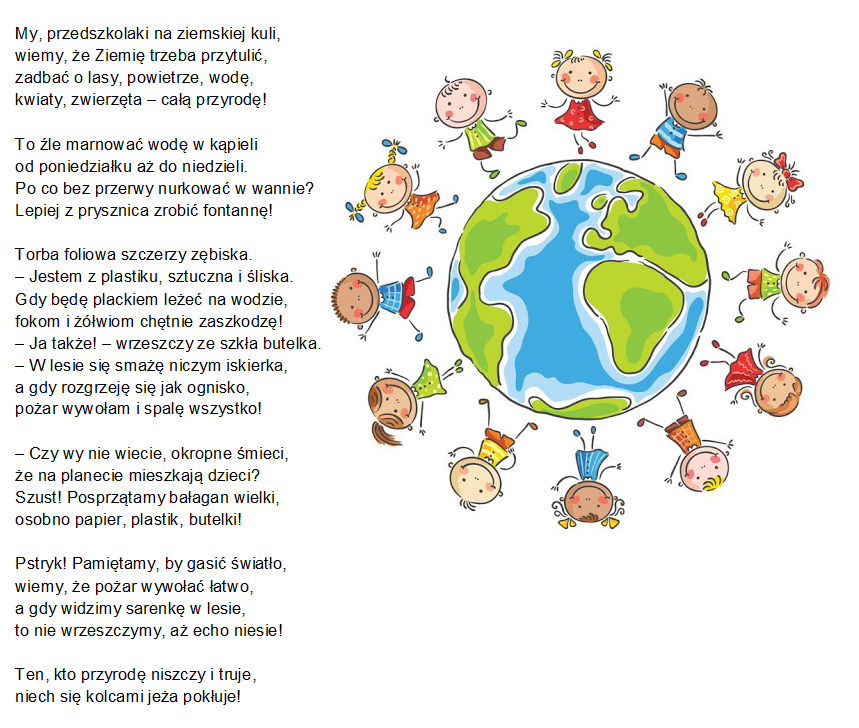 My, przedszkolaki na ziemskiej kuli,
wiemy, że Ziemię trzeba przytulić,
zadbać o lasy, powietrze, wodę,
kwiaty, zwierzęta – całą przyrodę!

To źle marnować wodę w kąpieli
od poniedziałku aż do niedzieli.
Po co bez przerwy nurkować w wannie?
Lepiej z prysznica zrobić fontannę!

Torba foliowa szczerzy zębiska.
– Jestem z plastiku, sztuczna i śliska.
Gdy będę plackiem leżeć na wodzie,
fokom i żółwiom chętnie zaszkodzę!
– Ja także! – wrzeszczy ze szkła butelka.
– W lesie się smażę niczym iskierka,
a gdy rozgrzeję się jak ognisko,
pożar wywołam i spalę wszystko!

– Czy wy nie wiecie, okropne śmieci,
że na planecie mieszkają dzieci?
Szust! Posprzątamy bałagan wielki,
osobno papier, plastik, butelki!

Pstryk! Pamiętamy, by gasić światło,
wiemy, że pożar wywołać łatwo,
a gdy widzimy sarenkę w lesie,
to nie wrzeszczymy, aż echo niesie!

Ten, kto przyrodę niszczy i truje,
niech się kolcami jeża pokłuje!